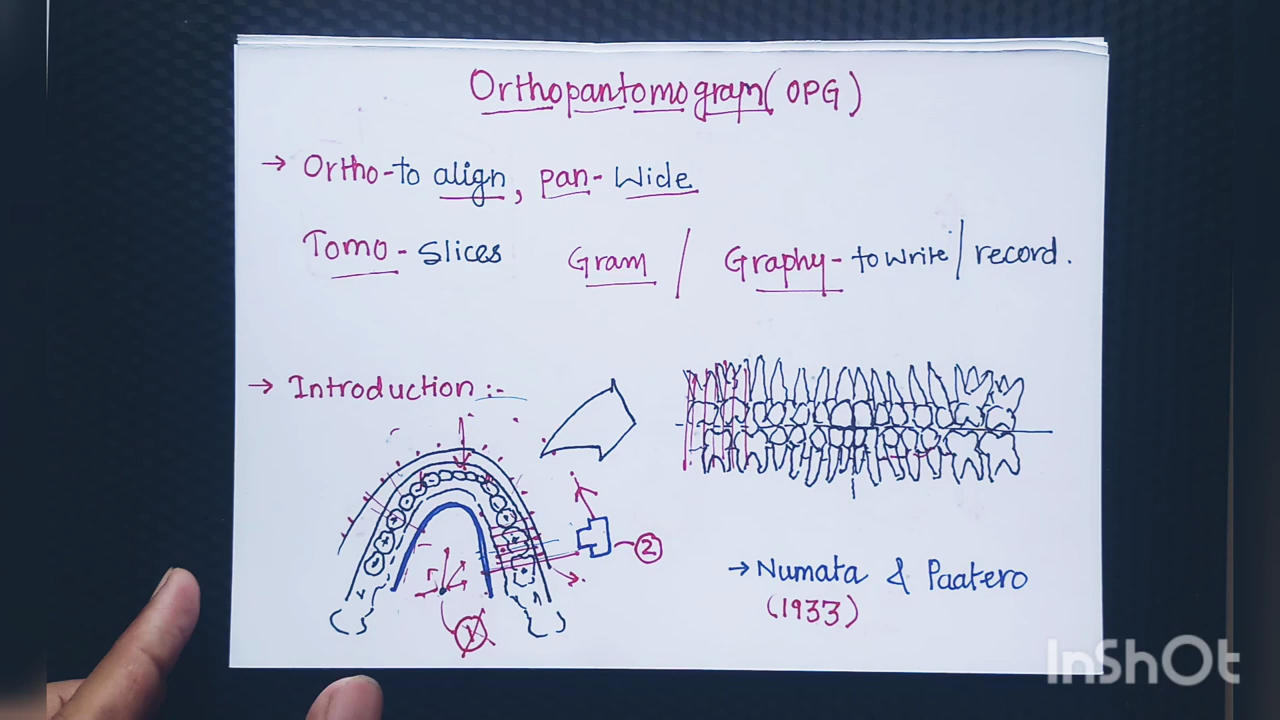 Orthopantomogram (OPG)
→ Ortho - to align, pan - Wide
Tomo - Slices Gram / Graphy - to write / record.
→ Introduction :-
1
2
→ Numata & Paatero
(1933)
InShOt